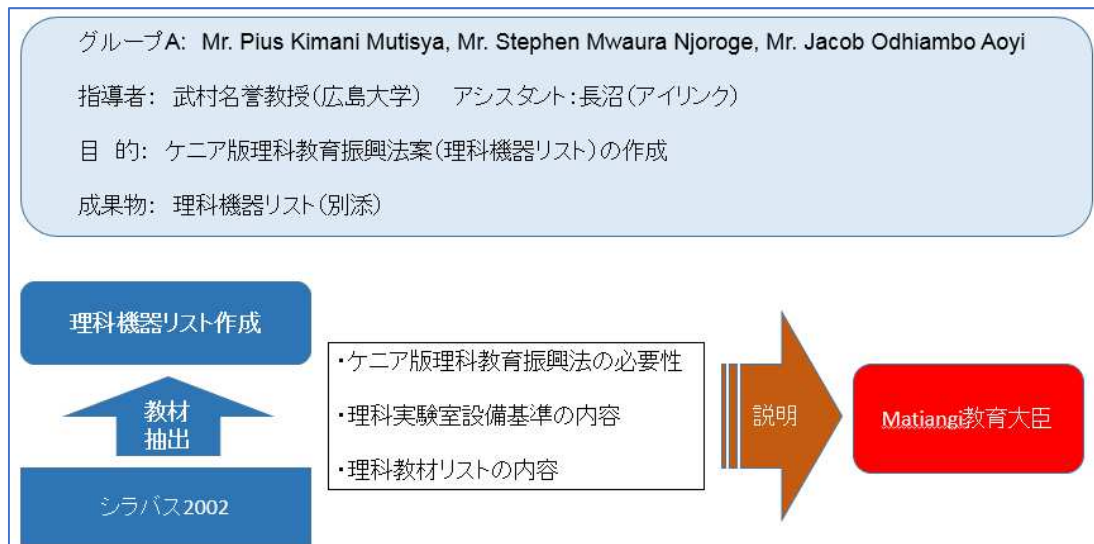 グループA: Mr. Pius Kimani Mutisya, Mr. Stephen Mwaura Njoroge, Mr. Jacob Odhiambo Aoyi
指導者: 武村名誉教授(広島大学) アシスタント:長沼(アイリンク)
目 的: ケニア版理科教育振興法案(理科機器リスト)の作成
成果物: 理科機器リスト(別添)
理科機器リスト作成
教材
抽出
シラバス2002
・ケニア版理科教育振興法の必要性
・理科実験室設備基準の内容
・理科教材リストの内容
説明
Matiangi教育大臣